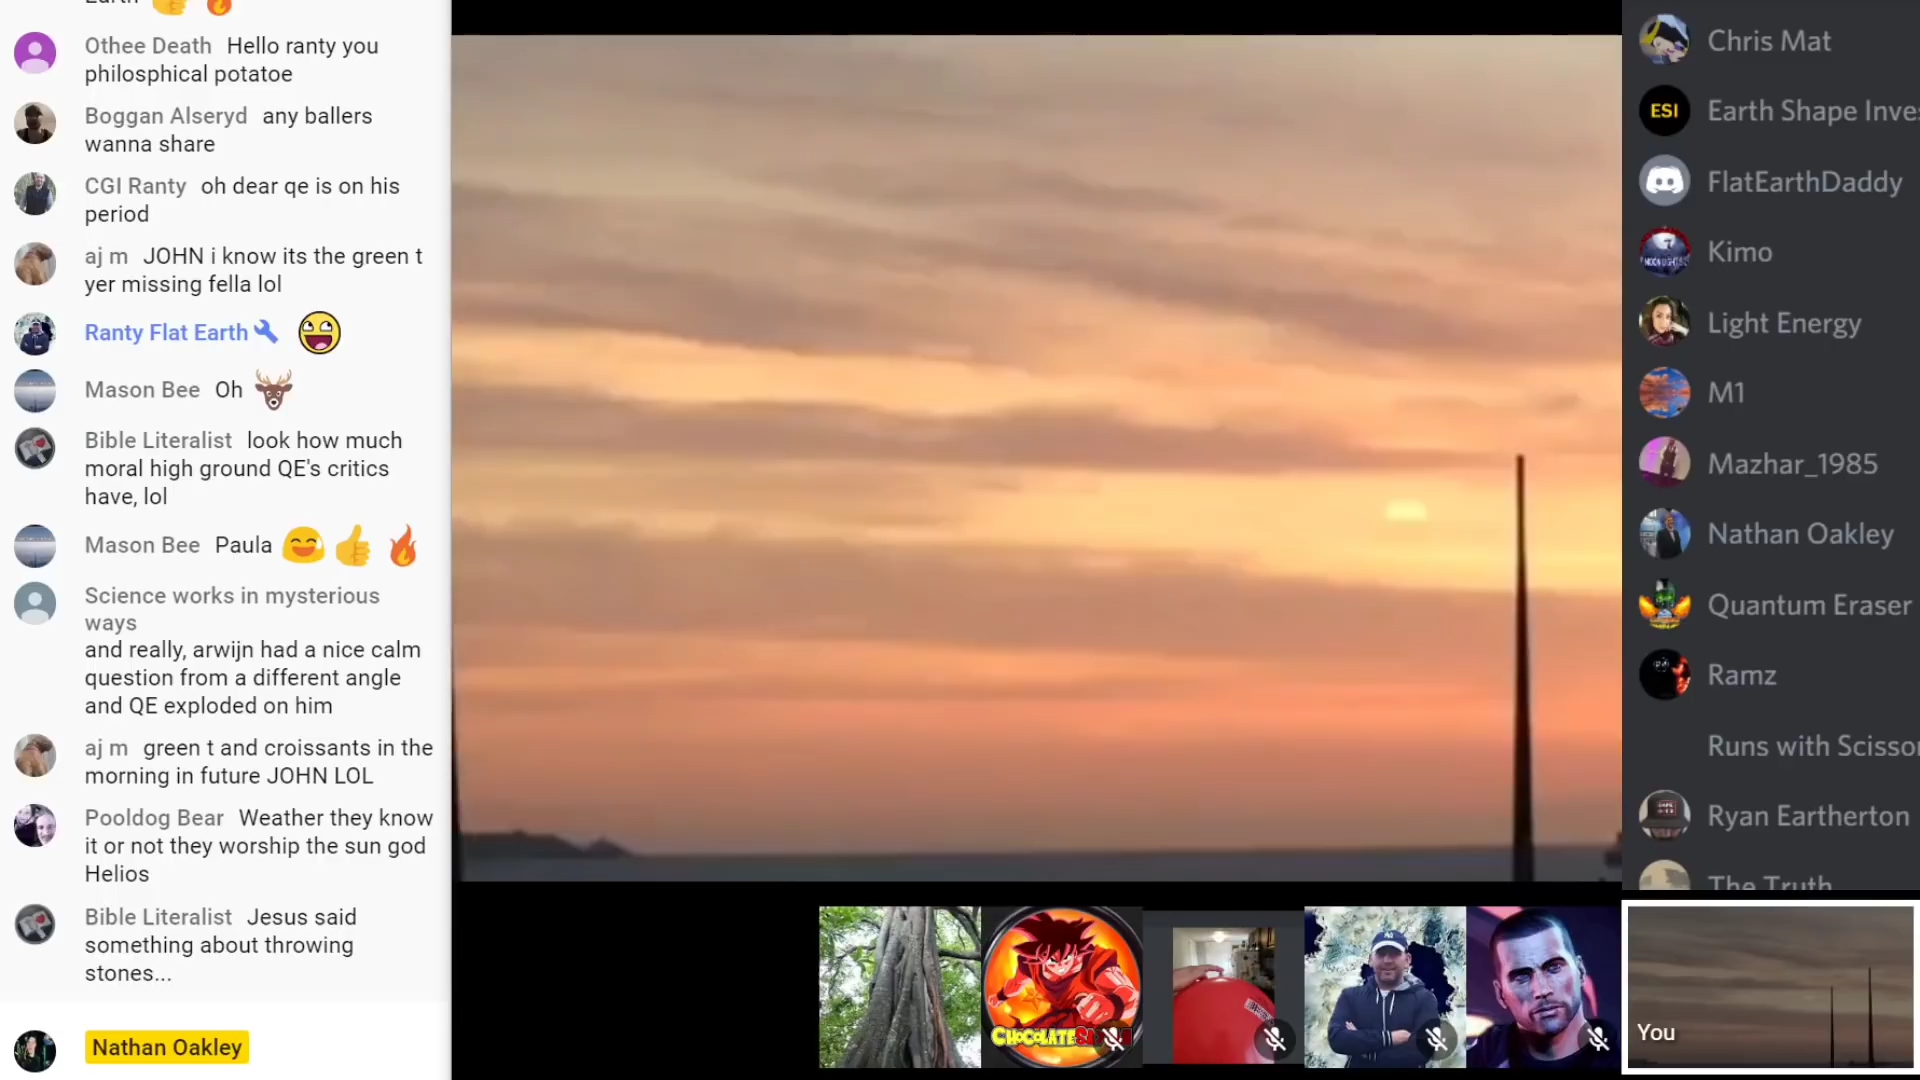 Othee Death Hello ranty you
philosphical potatoe
Boggan Alseryd any ballers
wanna share
CGI Ranty oh dear qe is on his
period
aj m JOHN i know its the green t
yer missing fella lol
Ranty Flat Earth
Mason Bee Oh
Bible Literalist look how much
moral high ground QE's critics
have, lol
Mason Bee Paula
Science works in mysterious
ways
and really, arwijn had a nice calm
question from a different angle
and QE exploded on him
aj m green t and croissants in the
morning in future JOHN LOL
Pooldog Bear Weather they know
it or not they worship the sun god
Helios
Bible Literalist Jesus said
something about throwing
stones...
Nathan Oakley
Chris Mat
ESI
Earth Shape Inves
FlatEarthDaddy
Kimo
Light Energy
M1
Mazhar_1985
Nathan Oakley
Quantum Eraser
Ramz
Runs with Scissor
Ryan Eartherton
The Truth
You